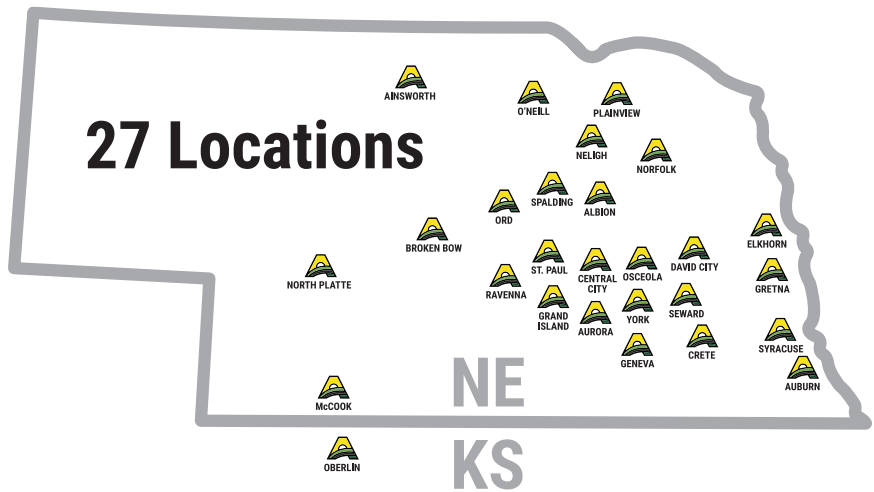 AINSWORTH
O'NEILL
PLAINVIEW
27 Locations
NELIGH
NORFOLK
SPALDING
ALBION
ORD
BROKEN BOW
ELKHORN
ST. PAUL
CENTRAL
CITY
OSCEOLA
DAVID CITY
NORTH PLATTE
RAVENNA
GRETNA
GRAND
ISLAND
AURORA
YORK
SEWARD
SYRACUSE
GENEVA
CRETE
AUBURN
NE
McCOOK
KS
OBERLIN